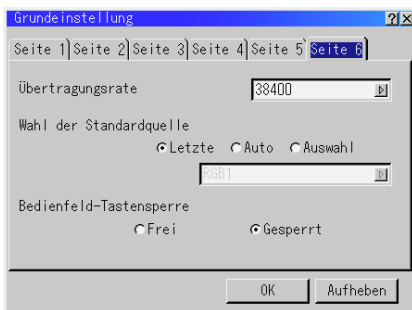 Grundeinstellung
Seite 1 Seite 2 Seite 3 Seite 4 Seite 5 Seite 6
Übertragungsrate 38400
Wahl der Standardquelle
Letzte Auto Auswahl
RGB1
Bedienfeld-Tastensperre
Frei Gesperrt
OK Aufheben